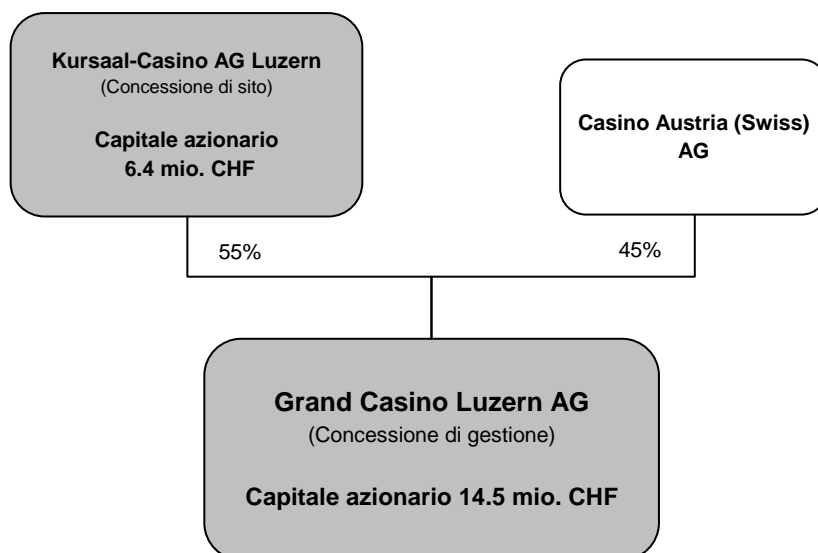 Kursaal-Casino AG Luzern
(Concessione di sito)
Capitale azionario
6.4 mio. CHF
Casino Austria (Swiss)
AG
55%
45%
Grand Casino Luzern AG
(Concessione di gestione)
Capitale azionario 14.5 mio. CHF